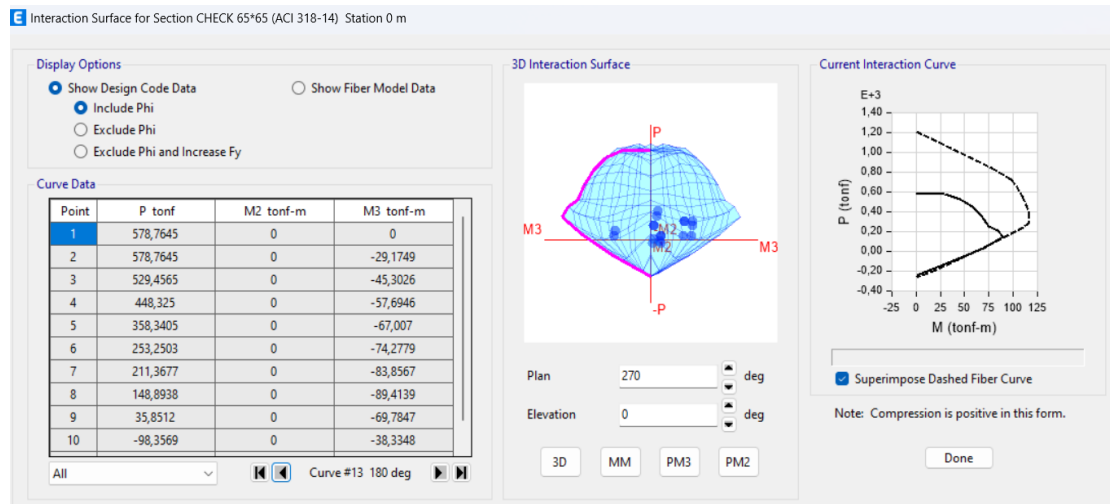 E Interaction Surface for Section CHECK 65*65 (ACI 318-14) Station 0 m
Display Options
Show Design Code Data
Show Fiber Model Data
Include Phi
Exclude Phi
Exclude Phi and Increase Fy
Curve Data
Point P tonf M2 tonf-m M3 tonf-m
1 578,7645 0 0
2 578,7645 0 -29,1749
3 529,4565 0 -45,3026
4 448,325 0 -57,6946
5 358,3405 0 -67,007
6 253,2503 0 -74,2779
7 211,3677 0 -83,8567
8 148,8938 0 -89,4139
9 35,8512 0 -69,7847
10 -98,3569 0 -38,3348
All
Curve #13 180 deg
3D Interaction Surface
P
M3
M2
M2
M3
-P
Plan 270 deg
Elevation 0 deg
3D MM PM3 PM2
Current Interaction Curve
E+3
1,40
1,20
1,00
0,80
0,60
0,40
0,20
0,00
-0,20
-0,40
P (tonf)
-25 0 25 50 75 100 125
M (tonf-m)
Superimpose Dashed Fiber Curve
Note: Compression is positive in this form.
Done